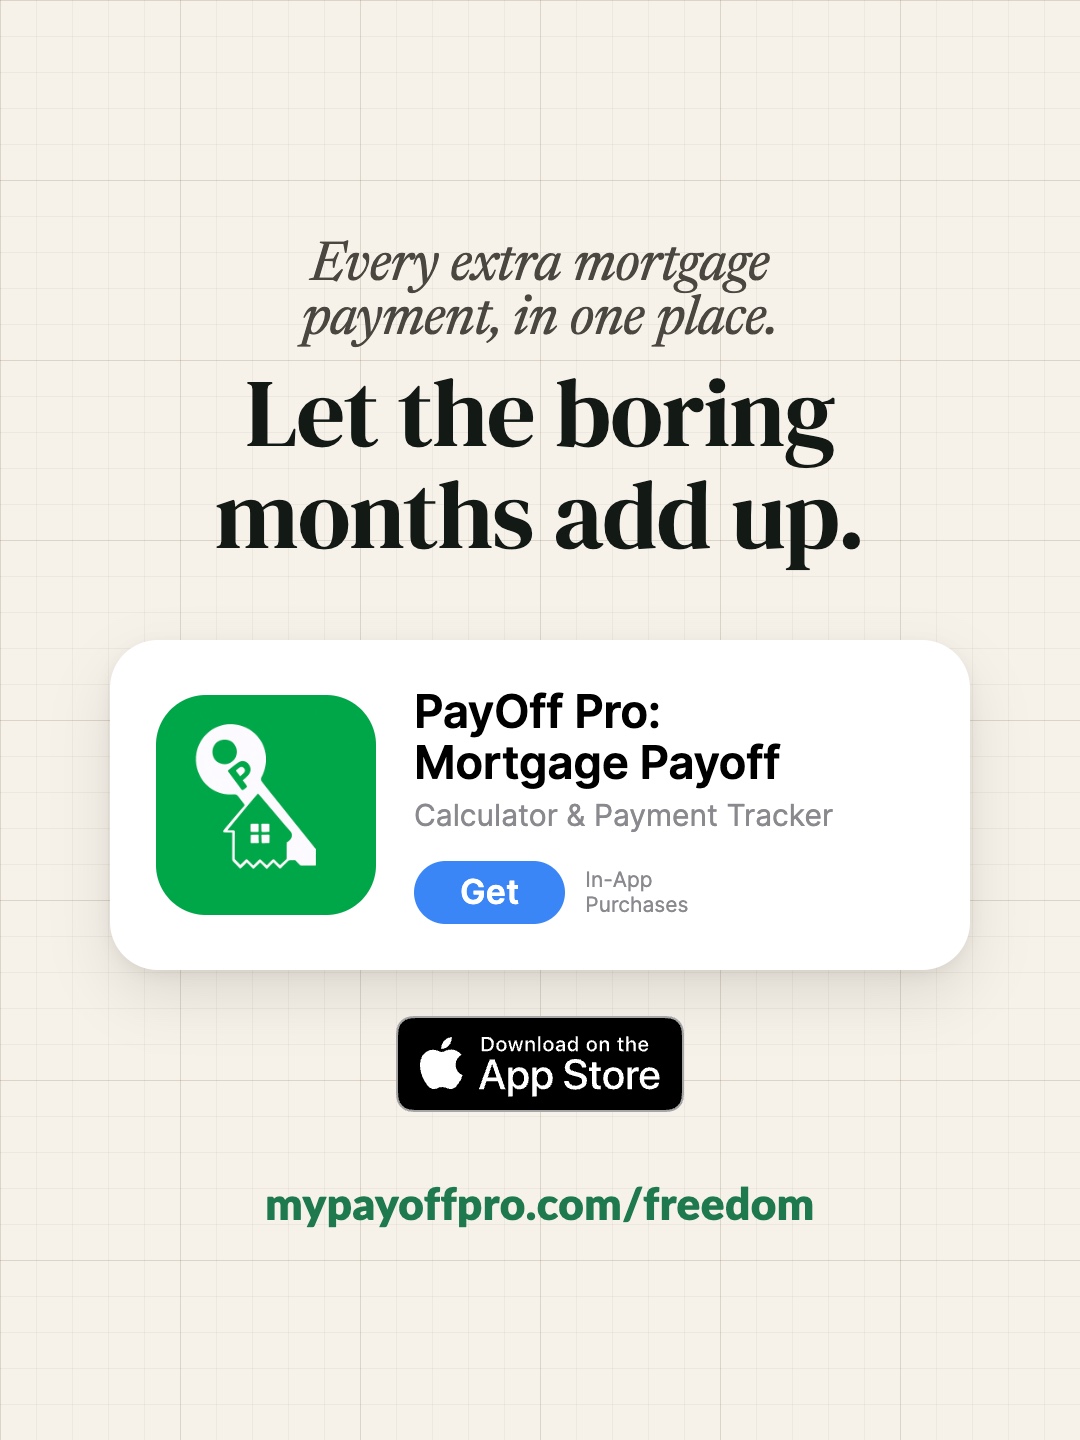 Every extra mortgage
payment, in one place.
Let the boring
months add up.
P
PayOff Pro:
Mortgage Payoff
Calculator & Payment Tracker
Get
In-App
Purchases
Download on the
App Store
mypayoffpro.com/freedom